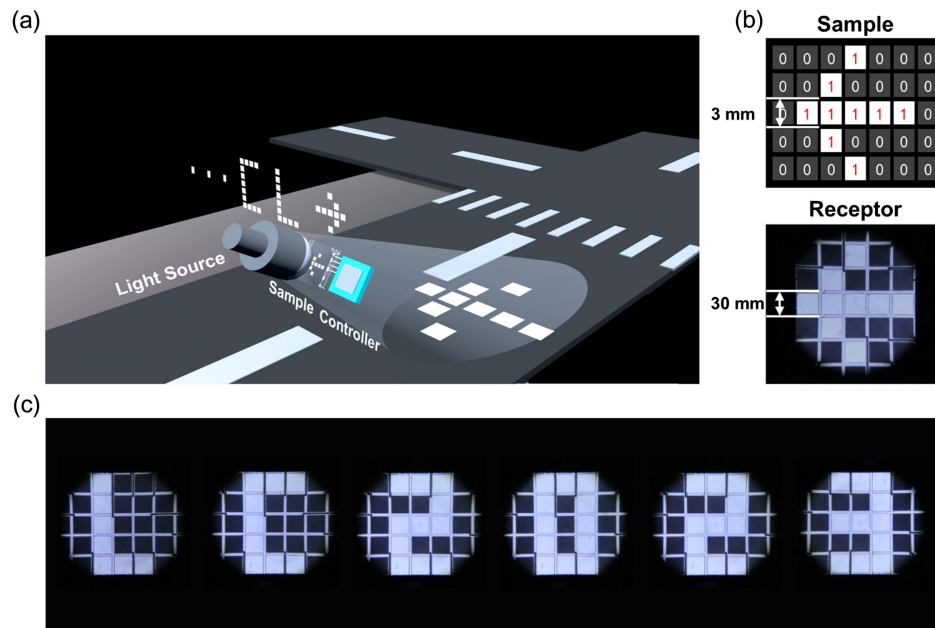 (a)
Light Source
Sample
Controller
(b)
Sample
0 0 0 1 0 0 0
0 0 1 0 0 0 0
3 mm
0 1 1 1 1 1 0
0 0 1 0 0 0 0
0 0 0 1 0 0 0
Receptor
30 mm
(c)